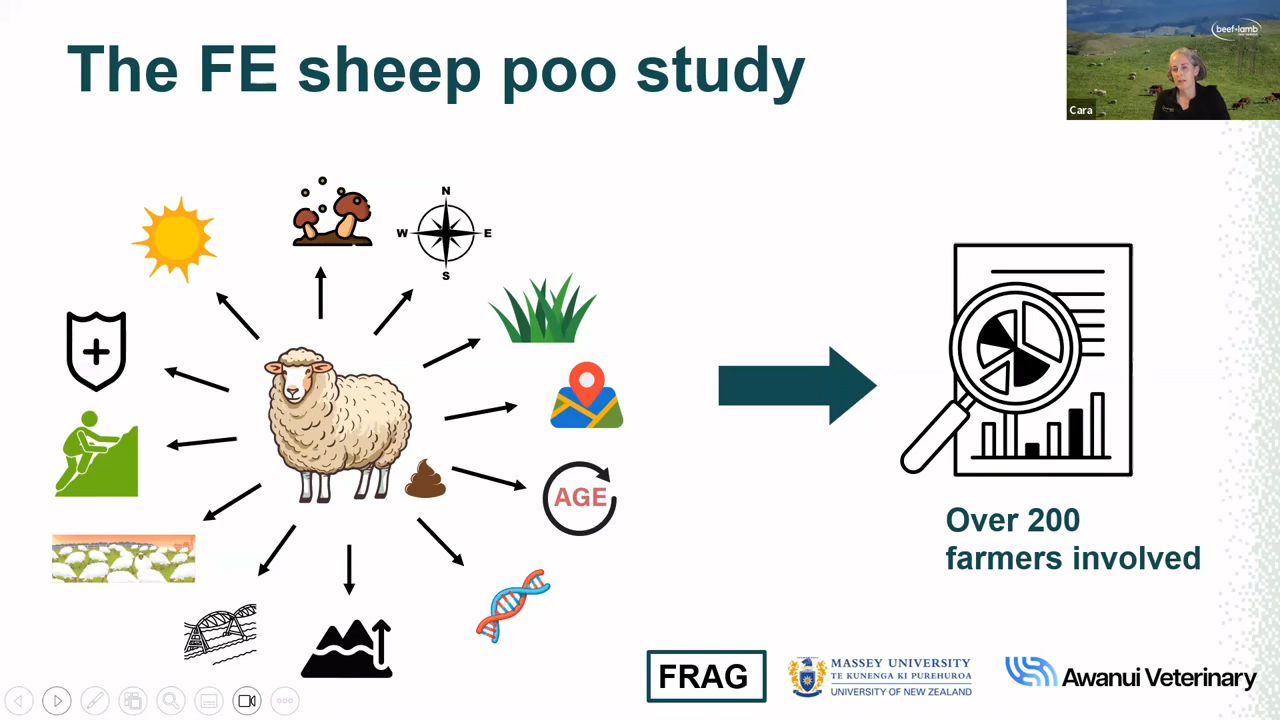 The FE sheep poo study
beef+lamb
Cara
N
W
E
S
AGE
Over 200
farmers involved
FRAG
MASSEY UNIVERSITY
TE KUNENGA KI PŪREHUROA
UNIVERSITY OF NEW ZEALAND
Awanui Veterinary